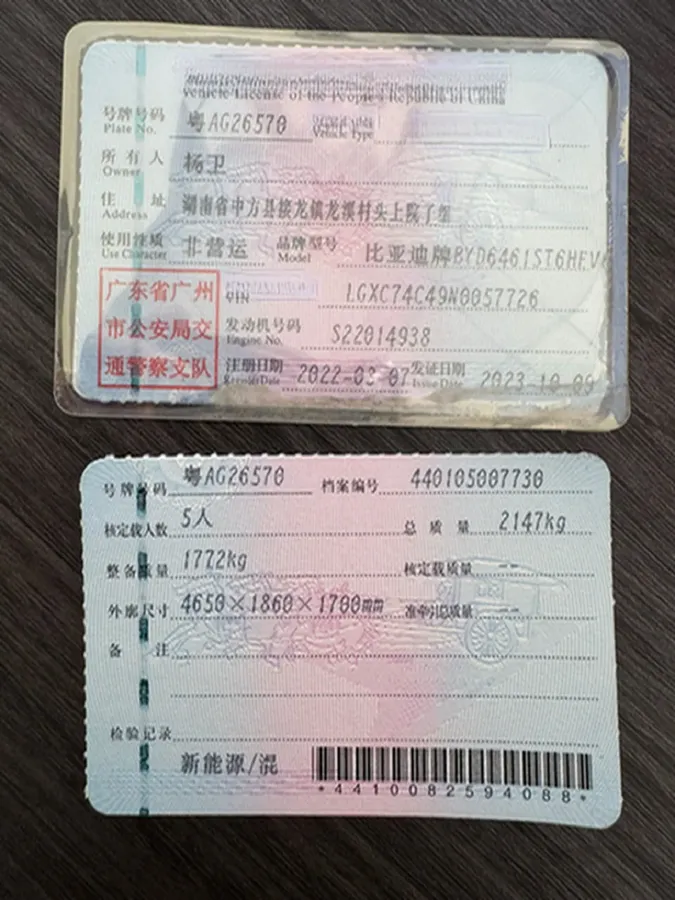 Vehicle License of the People's Republic of China
号牌号码 粤AG26570 Vehicle Type
Plate No.
所有人 杨卫
Owner
住址 湖南省中方县接龙镇龙溪村头上院子组
Address
使用性质 非营运 品牌型号 比亚迪牌BYD6461ST6HEV
Use Character Model
VIN LGXC74C49N0057726
发动机号码 S22014938
Engine No.
注册日期 2022-03-07 发证日期 2023-10-09
Register Date Issue Date
广东省广州
市公安局交
通警察支队
号牌号码 粤AG26570 档案编号 440105007730
核定载人数 5人 总质量 2147kg
整备质量 1772kg 核定载质量 --
外廓尺寸 4650×1860×1700mm 准牵引总质量 --
备注
检验记录
新能源/混
*4410082594088*